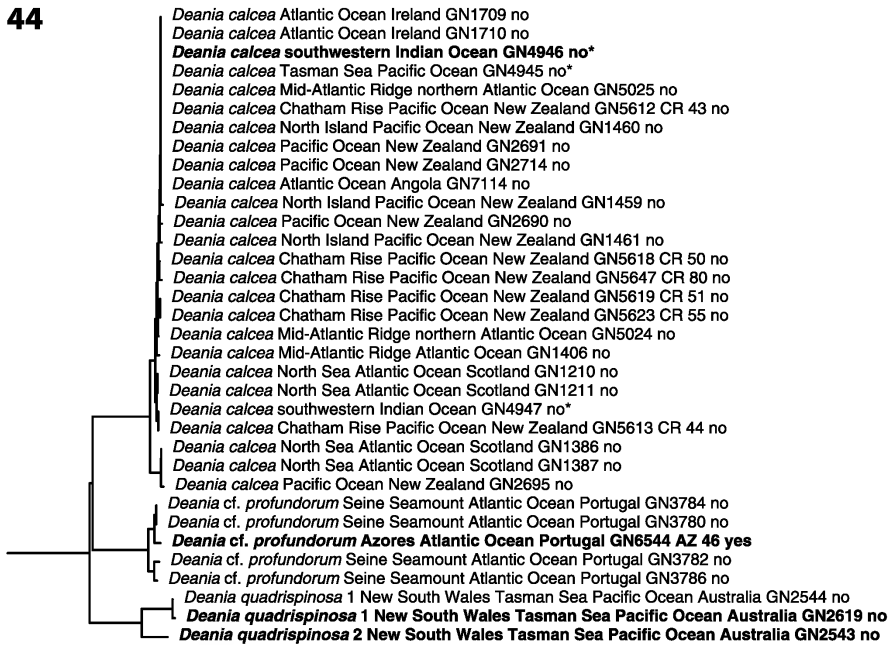 44
Deania calcea Atlantic Ocean Ireland GN1709 no
Deania calcea Atlantic Ocean Ireland GN1710 no
Deania calcea southwestern Indian Ocean GN4946 no*
Deania calcea Tasman Sea Pacific Ocean GN4945 no*
Deania calcea Mid-Atlantic Ridge northern Atlantic Ocean GN5025 no
Deania calcea Chatham Rise Pacific Ocean New Zealand GN5612 CR 43 no
Deania calcea North Island Pacific Ocean New Zealand GN1460 no
Deania calcea Pacific Ocean New Zealand GN2691 no
Deania calcea Pacific Ocean New Zealand GN2714 no
Deania calcea Atlantic Ocean Angola GN7114 no
Deania calcea North Island Pacific Ocean New Zealand GN1459 no
Deania calcea Pacific Ocean New Zealand GN2690 no
Deania calcea North Island Pacific Ocean New Zealand GN1461 no
Deania calcea Chatham Rise Pacific Ocean New Zealand GN5618 CR 50 no
Deania calcea Chatham Rise Pacific Ocean New Zealand GN5647 CR 80 no
Deania calcea Chatham Rise Pacific Ocean New Zealand GN5619 CR 51 no
Deania calcea Chatham Rise Pacific Ocean New Zealand GN5623 CR 55 no
Deania calcea Mid-Atlantic Ridge northern Atlantic Ocean GN5024 no
Deania calcea Mid-Atlantic Ridge Atlantic Ocean GN1406 no
Deania calcea North Sea Atlantic Ocean Scotland GN1210 no
Deania calcea North Sea Atlantic Ocean Scotland GN1211 no
Deania calcea southwestern Indian Ocean GN4947 no*
Deania calcea Chatham Rise Pacific Ocean New Zealand GN5613 CR 44 no
Deania calcea North Sea Atlantic Ocean Scotland GN1386 no
Deania calcea North Sea Atlantic Ocean Scotland GN1387 no
Deania calcea Pacific Ocean New Zealand GN2695 no
Deania cf. profundorum Seine Seamount Atlantic Ocean Portugal GN3784 no
Deania cf. profundorum Seine Seamount Atlantic Ocean Portugal GN3780 no
Deania cf. profundorum Azores Atlantic Ocean Portugal GN6544 AZ 46 yes
Deania cf. profundorum Seine Seamount Atlantic Ocean Portugal GN3782 no
Deania cf. profundorum Seine Seamount Atlantic Ocean Portugal GN3786 no
Deania quadrispinosa 1 New South Wales Tasman Sea Pacific Ocean Australia GN2544 no
Deania quadrispinosa 1 New South Wales Tasman Sea Pacific Ocean Australia GN2619 no
Deania quadrispinosa 2 New South Wales Tasman Sea Pacific Ocean Australia GN2543 no